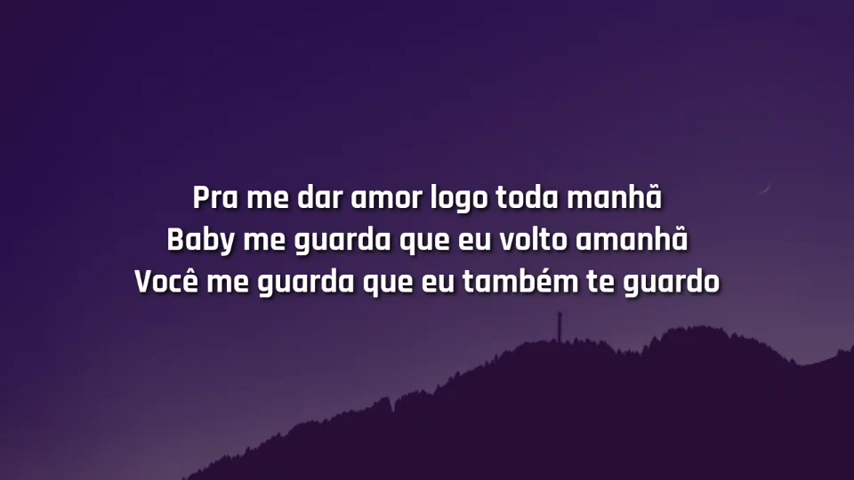 Pra me dar amor logo toda manhã
Baby me guarda que eu volto amanhã
Você me guarda que eu também te guardo